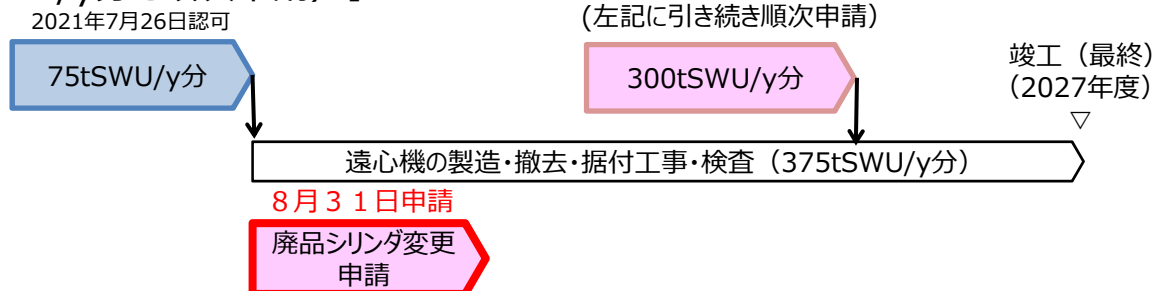 2021年7月26日認可
(左記に引き続き順次申請)
75tSWU/y分
300tSWU/y分
竣工（最終）
（2027年度）
▽
遠心機の製造・撤去・据付工事・検査（375tSWU/y分）
８月３１日申請
廃品シリンダ変更
申請